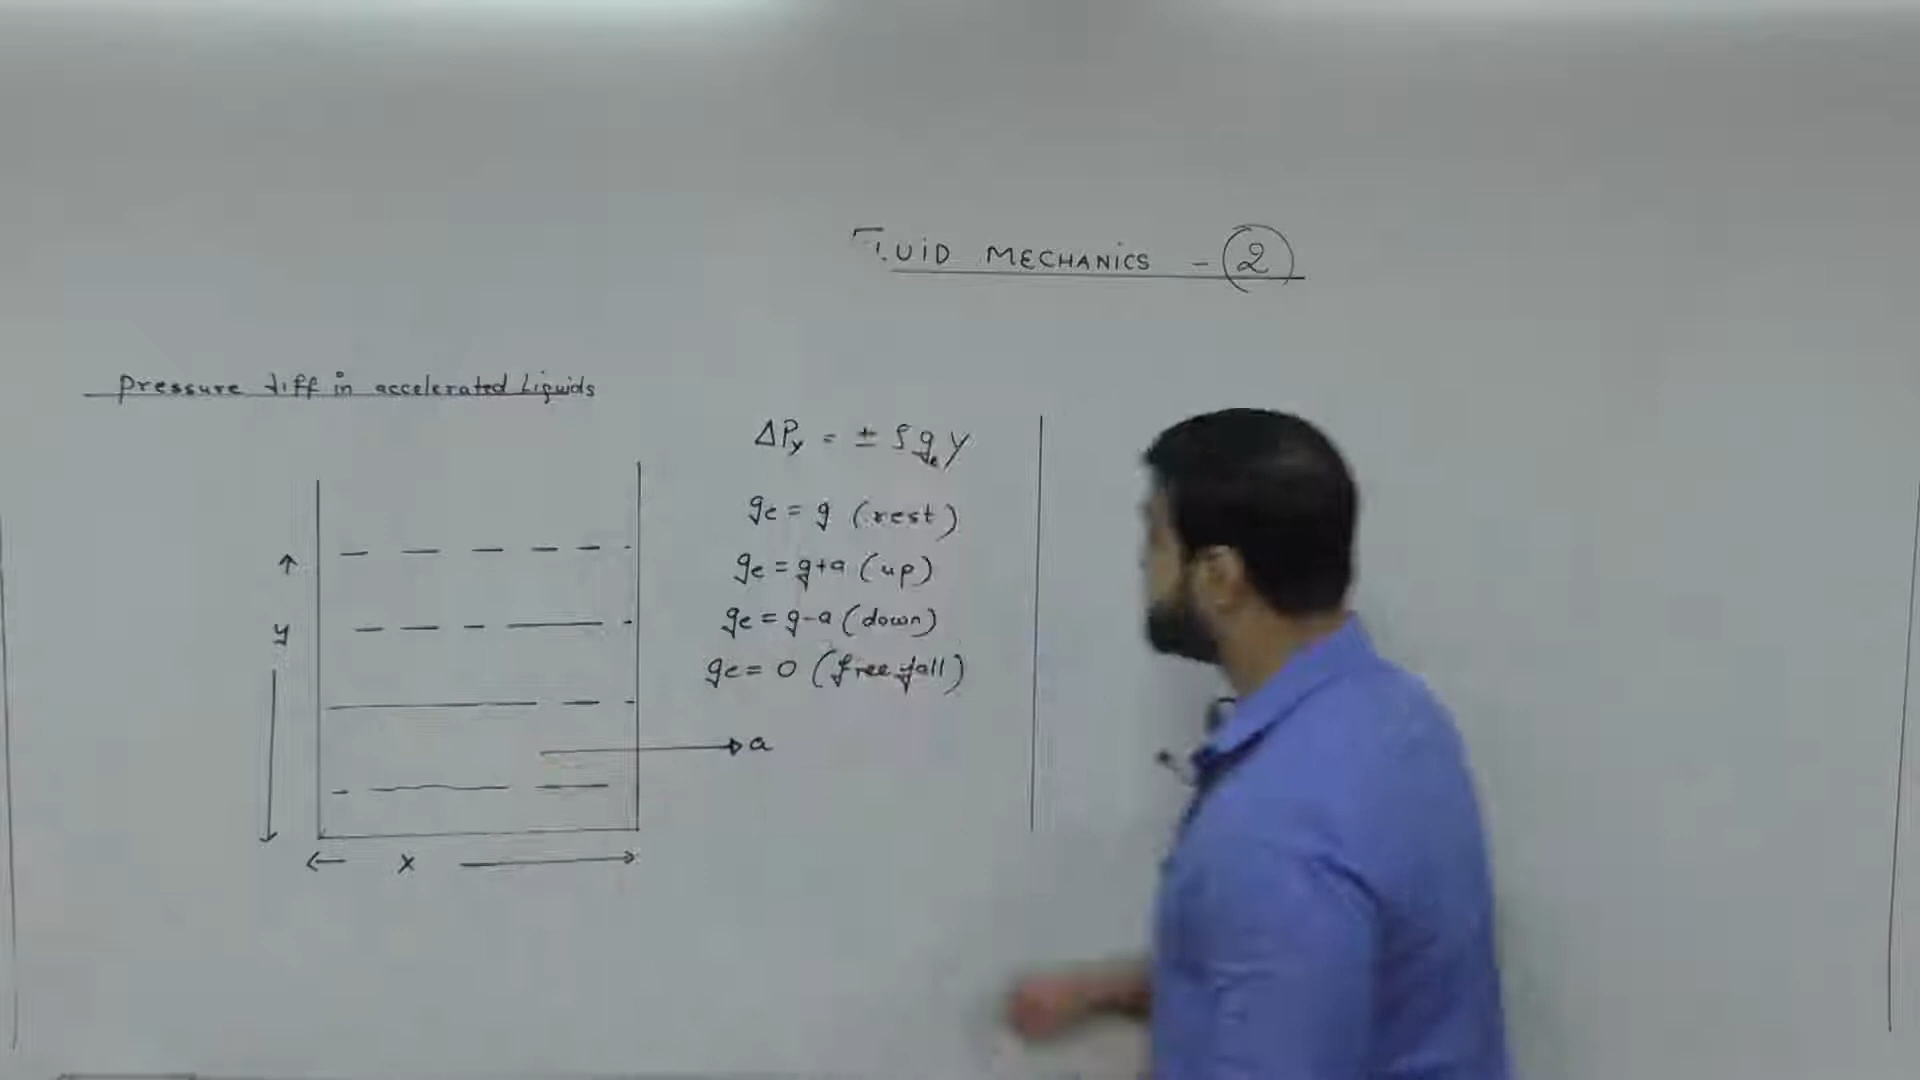 FLUID MECHANICS - 2
pressure diff in accelerated Liquids
ΔPy = ± ρ ge y
ge = g (rest)
ge = g+a (up)
ge = g-a (down)
ge = 0 (free fall)
y
a
x